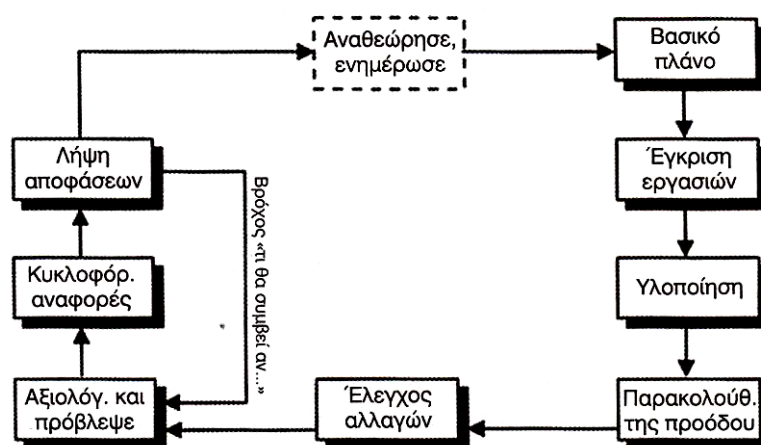 Αναθεώρησε,
ενημέρωσε
Βασικό
πλάνο
Έγκριση
εργασιών
Υλοποίηση
Παρακολούθ.
της προόδου
Έλεγχος
αλλαγών
Αξιολόγ. και
πρόβλεψε
Κυκλοφόρ.
αναφορές
Λήψη
αποφάσεων
Βρόχος «τι θα συμβεί αν...»